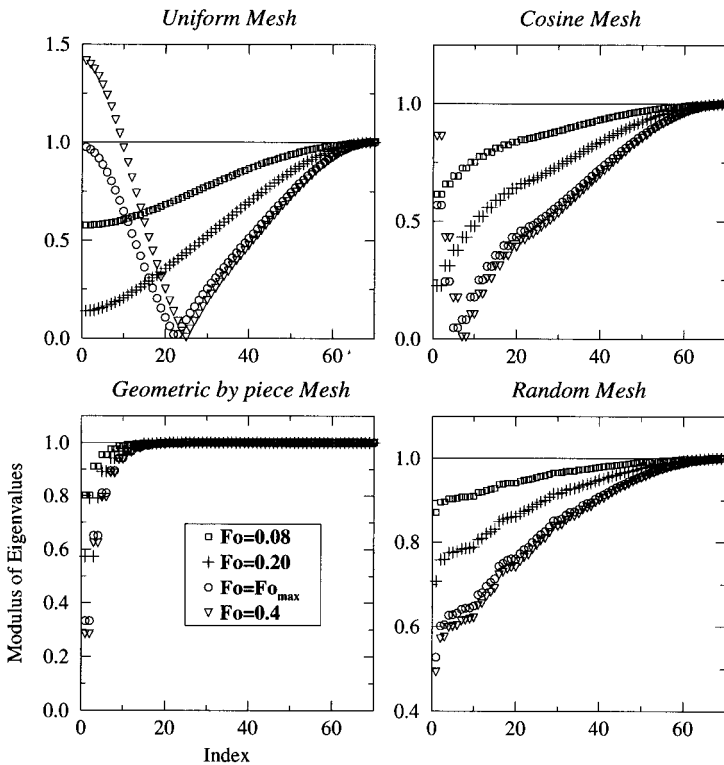 Uniform Mesh
Cosine Mesh
1.5
1.0
0.5
0.0
0 20 40 60
1.0
0.5
0.0
0 20 40 60
Geometric by piece Mesh
Random Mesh
Modulus of Eigenvalues
1.0
0.8
0.6
0.4
0.2
0.0
0 20 40 60
Index
Fo=0.08
Fo=0.20
Fo=Fomax
Fo=0.4
1.0
0.8
0.6
0.4
0 20 40 60
Index